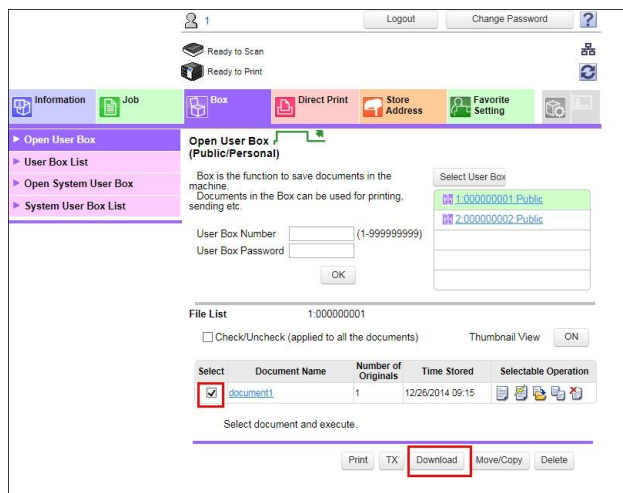 1
Logout
Change Password
?
Ready to Scan
Ready to Print
Information
Job
Box
Direct Print
Store
Address
Favorite
Setting
Open User Box
User Box List
Open System User Box
System User Box List
Open User Box
(Public/Personal)
Box is the function to save documents in the
machine.
Documents in the Box can be used for printing,
sending etc.
User Box Number
(1-999999999)
User Box Password
OK
Select User Box
1:000000001:Public
2:000000002:Public
File List
1:000000001
Check/Uncheck (applied to all the documents)
Thumbnail View
ON
Select
Document Name
Number of
Originals
Time Stored
Selectable Operation
document1
1
12/26/2014 09:15
Select document and execute.
Print
TX
Download
Move/Copy
Delete